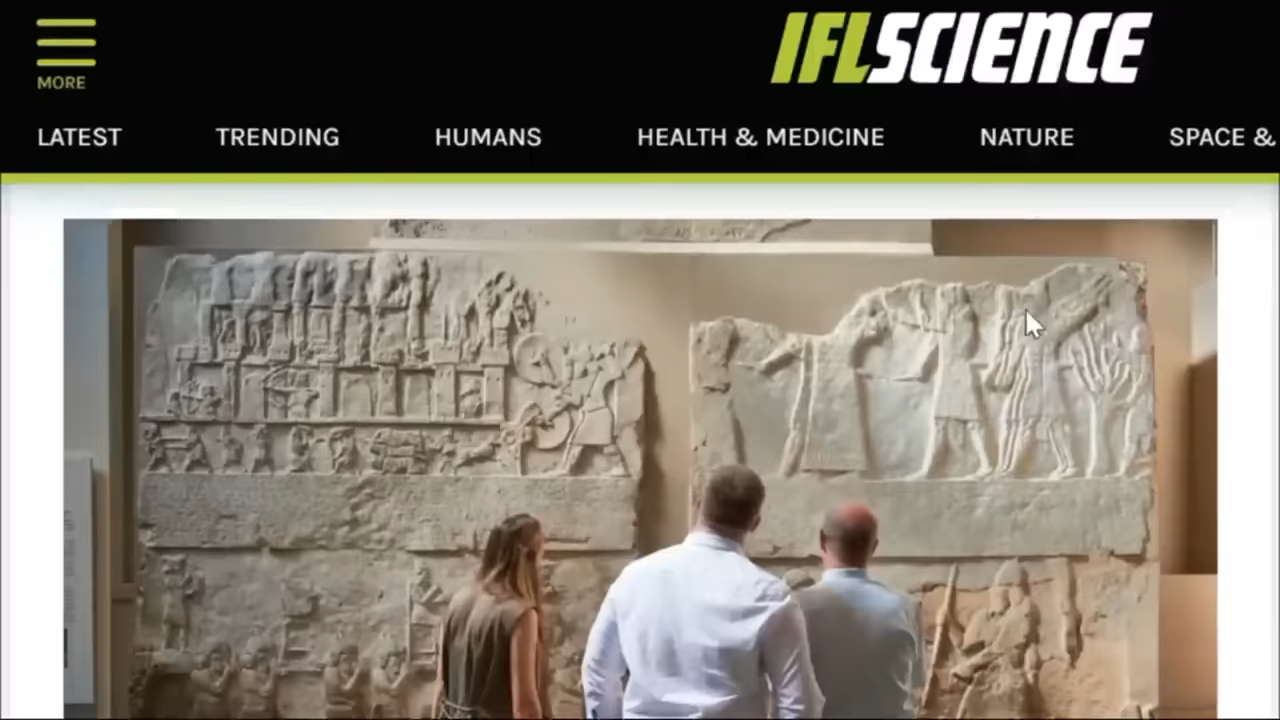 IFLSCIENCE
MORE
LATEST TRENDING HUMANS HEALTH & MEDICINE NATURE SPACE &